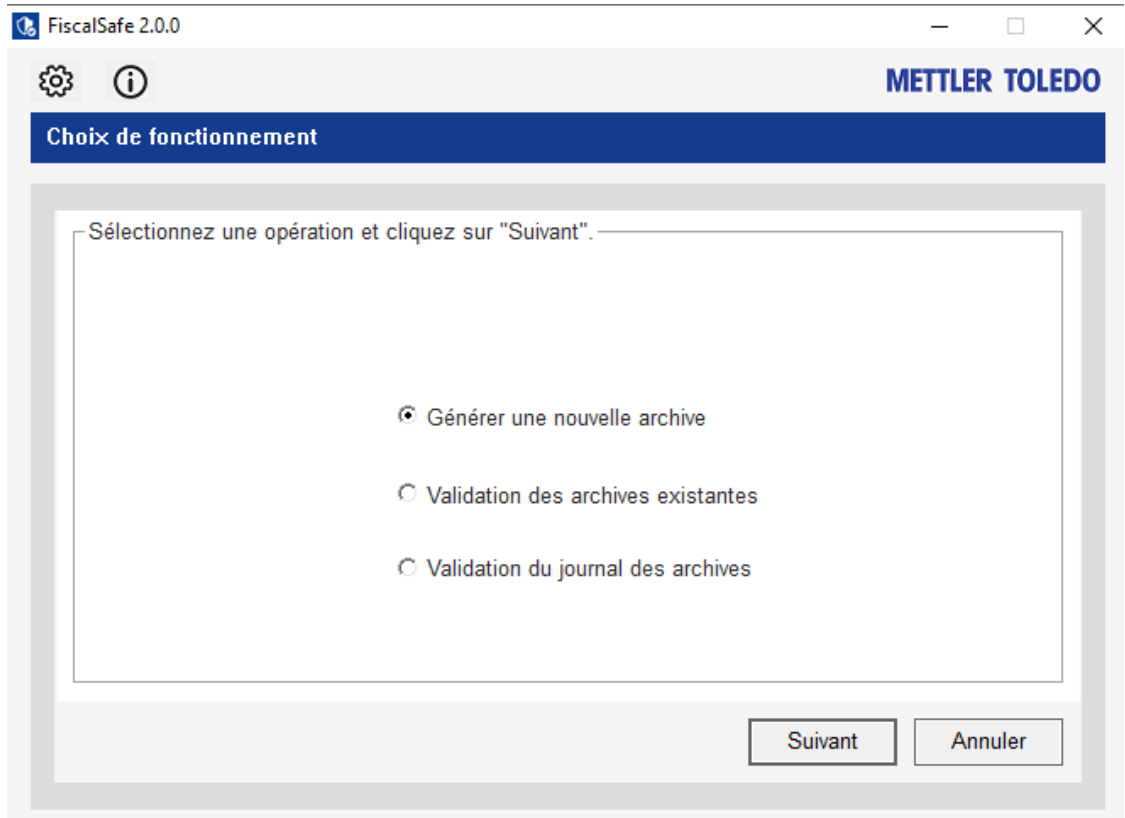 FiscalSafe 2.0.0
METTLER TOLEDO
Choix de fonctionnement
Sélectionnez une opération et cliquez sur "Suivant".
Générer une nouvelle archive
Validation des archives existantes
Validation du journal des archives
Suivant Annuler